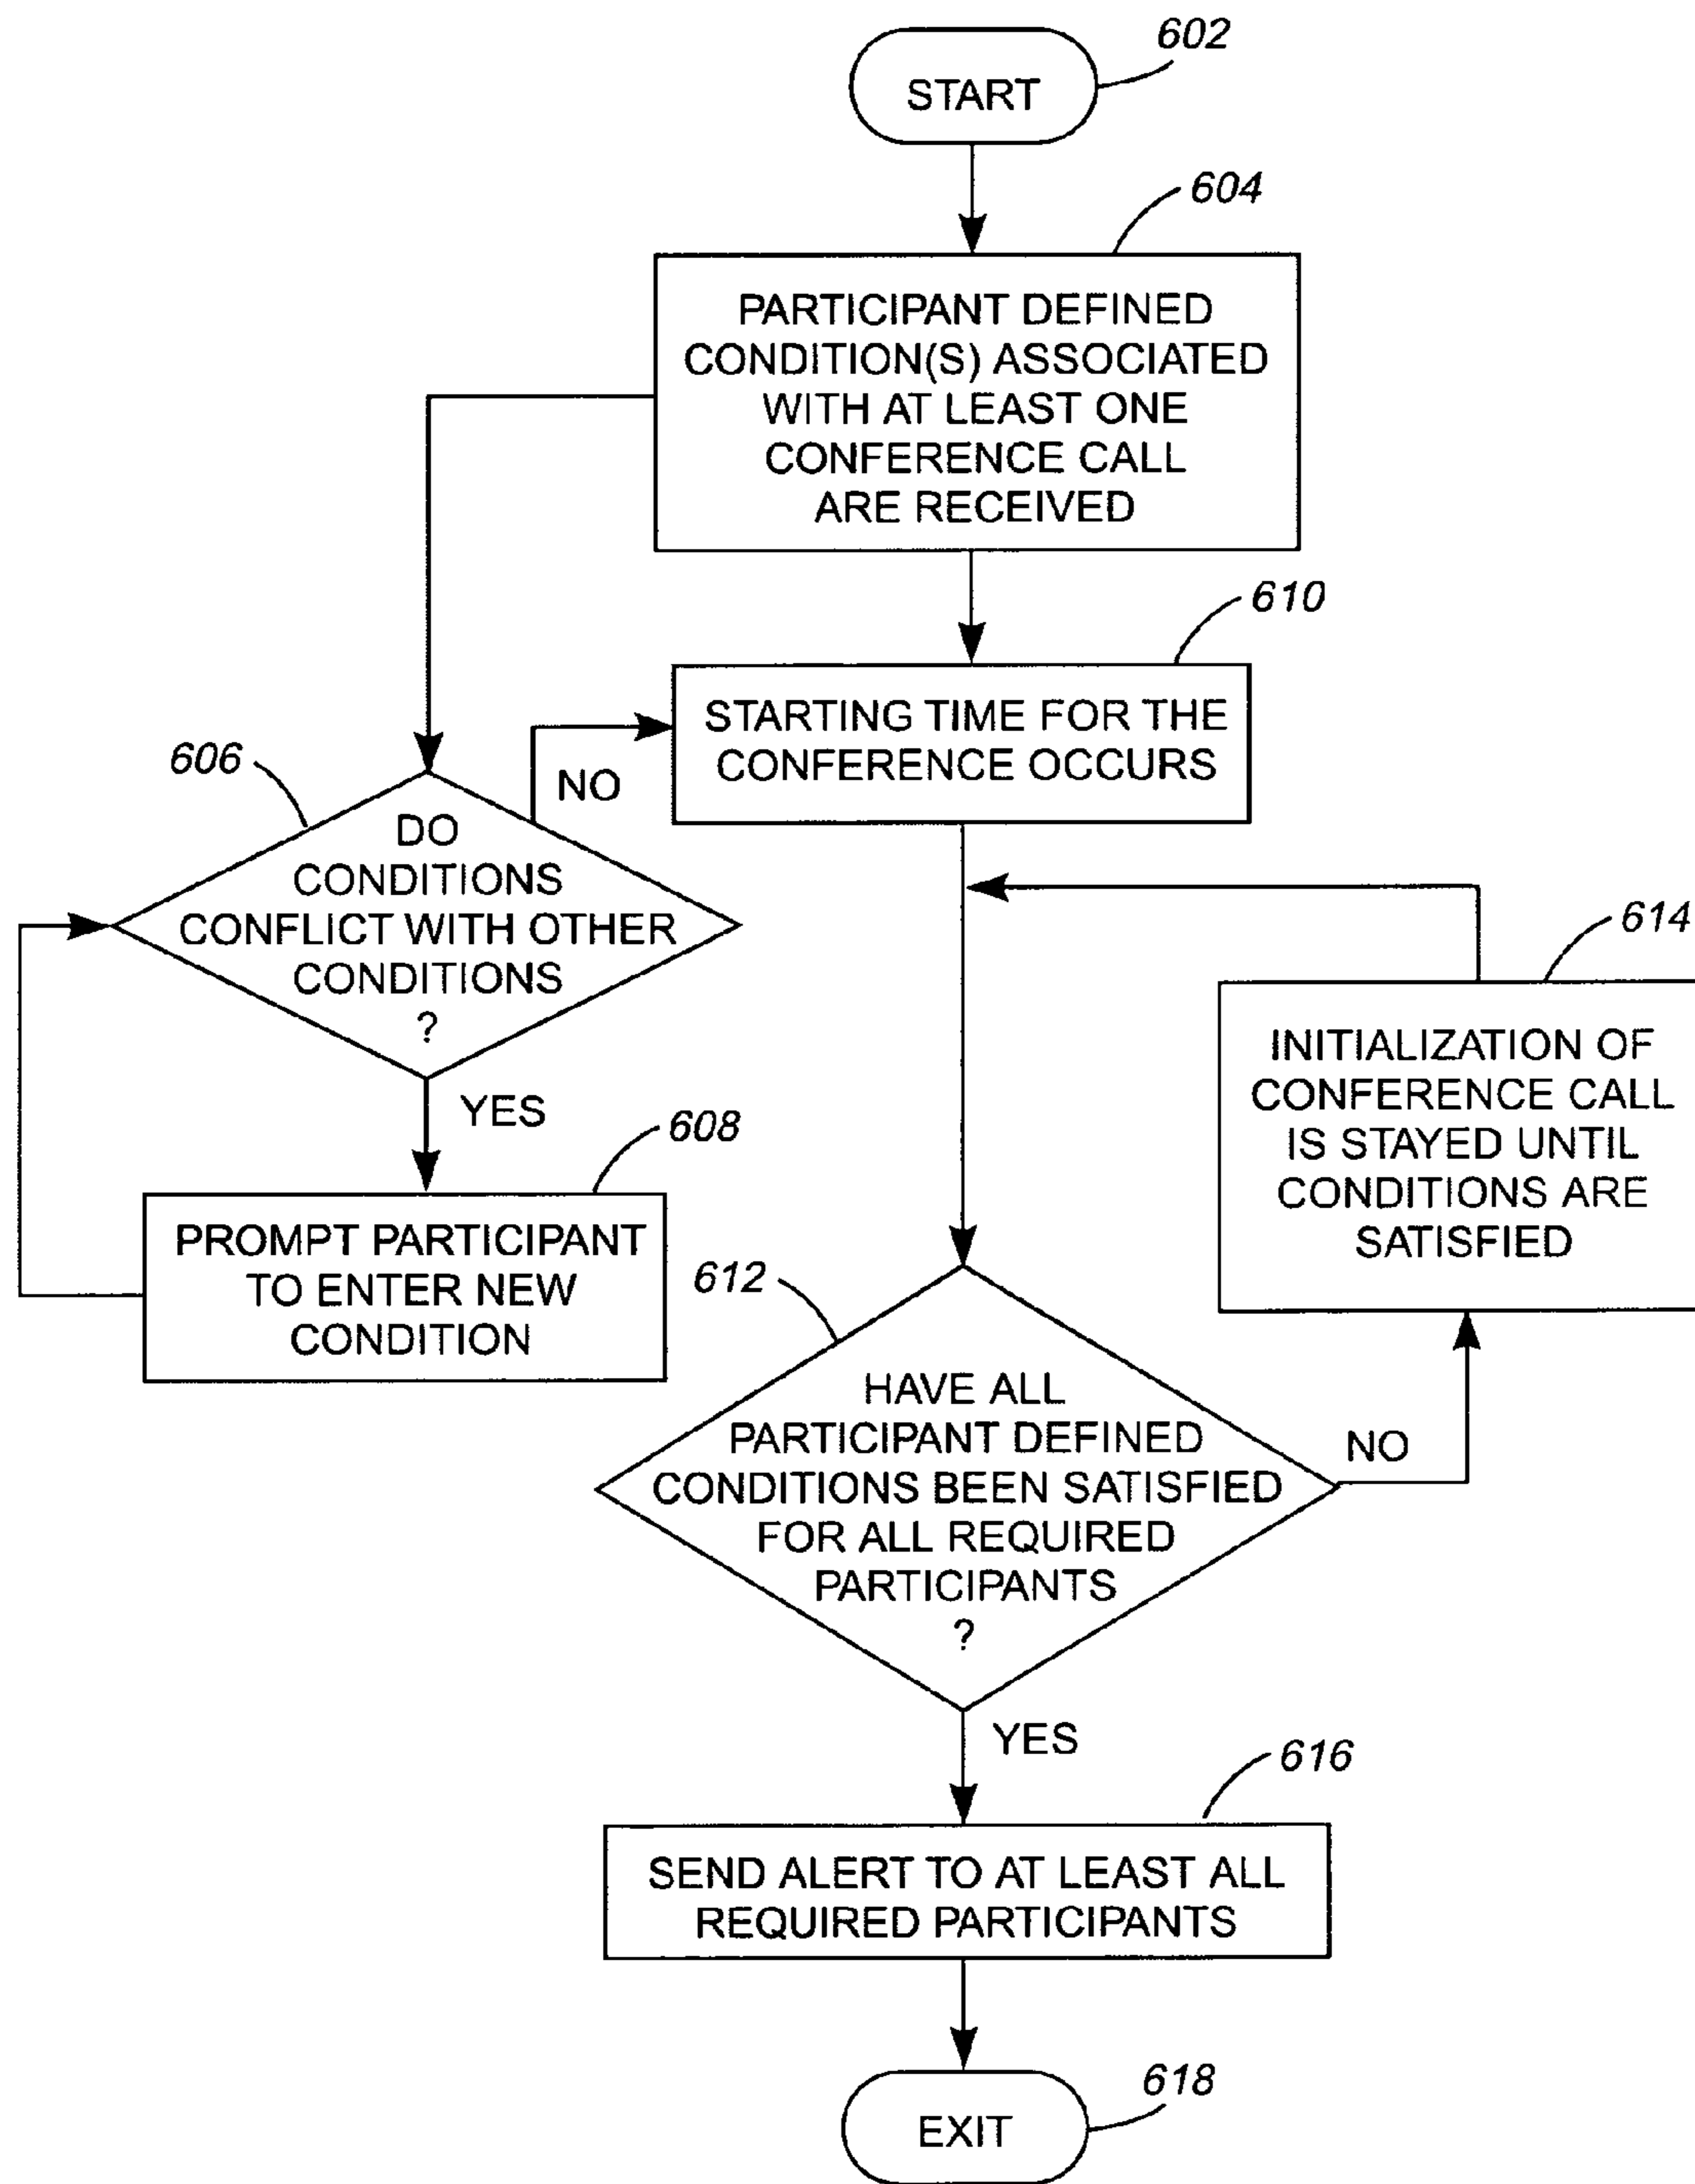 602
START
604
PARTICIPANT DEFINED
CONDITION(S) ASSOCIATED
WITH AT LEAST ONE
CONFERENCE CALL
ARE RECEIVED
610
STARTING TIME FOR THE
CONFERENCE OCCURS
606
NO
DO
CONDITIONS
CONFLICT WITH OTHER
CONDITIONS
?
YES
608
PROMPT PARTICIPANT
TO ENTER NEW
CONDITION
614
INITIALIZATION OF
CONFERENCE CALL
IS STAYED UNTIL
CONDITIONS ARE
SATISFIED
612
HAVE ALL
PARTICIPANT DEFINED
CONDITIONS BEEN SATISFIED
FOR ALL REQUIRED
PARTICIPANTS
?
NO
YES
616
SEND ALERT TO AT LEAST ALL
REQUIRED PARTICIPANTS
618
EXIT